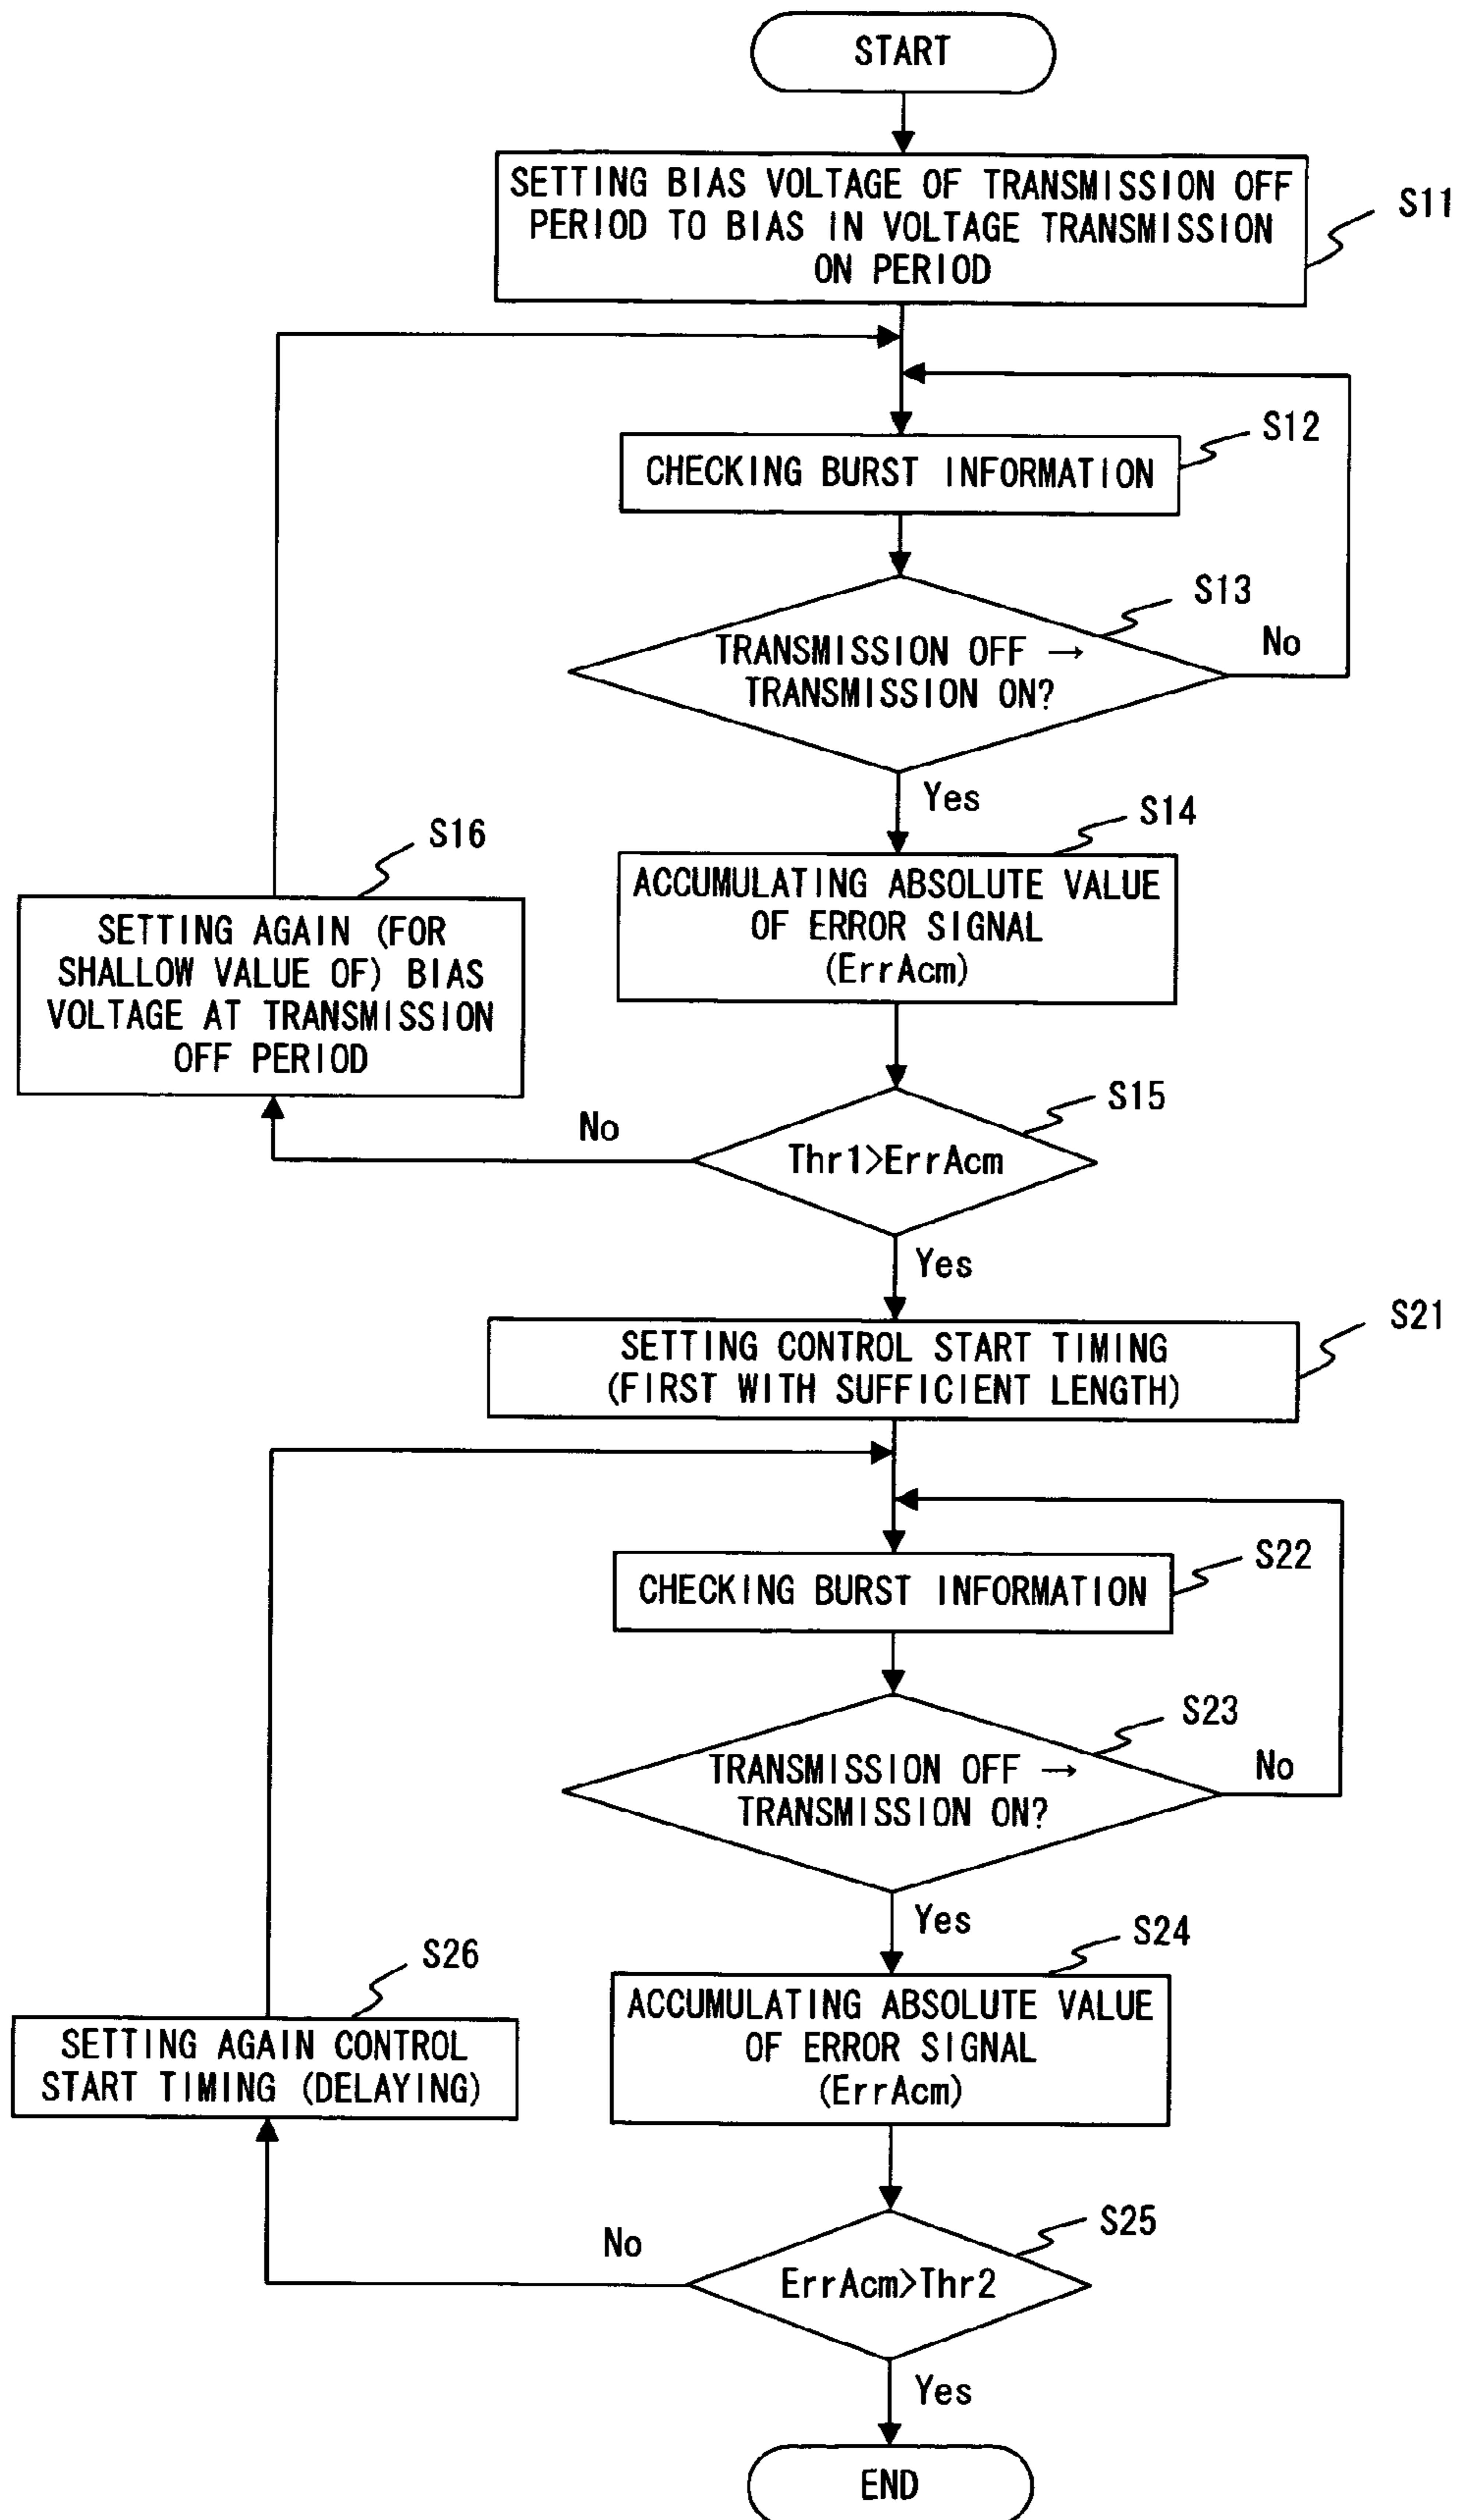 START
SETTING BIAS VOLTAGE OF TRANSMISSION OFF
PERIOD TO BIAS IN VOLTAGE TRANSMISSION
ON PERIOD
S11
CHECKING BURST INFORMATION
S12
TRANSMISSION OFF →
TRANSMISSION ON?
S13
No
Yes
ACCUMULATING ABSOLUTE VALUE
OF ERROR SIGNAL
(ErrAcm)
S14
S16
SETTING AGAIN (FOR
SHALLOW VALUE OF) BIAS
VOLTAGE AT TRANSMISSION
OFF PERIOD
Thr1>ErrAcm
S15
No
Yes
SETTING CONTROL START TIMING
(FIRST WITH SUFFICIENT LENGTH)
S21
CHECKING BURST INFORMATION
S22
TRANSMISSION OFF →
TRANSMISSION ON?
S23
No
Yes
ACCUMULATING ABSOLUTE VALUE
OF ERROR SIGNAL
(ErrAcm)
S24
S26
SETTING AGAIN CONTROL
START TIMING (DELAYING)
ErrAcm>Thr2
S25
No
Yes
END